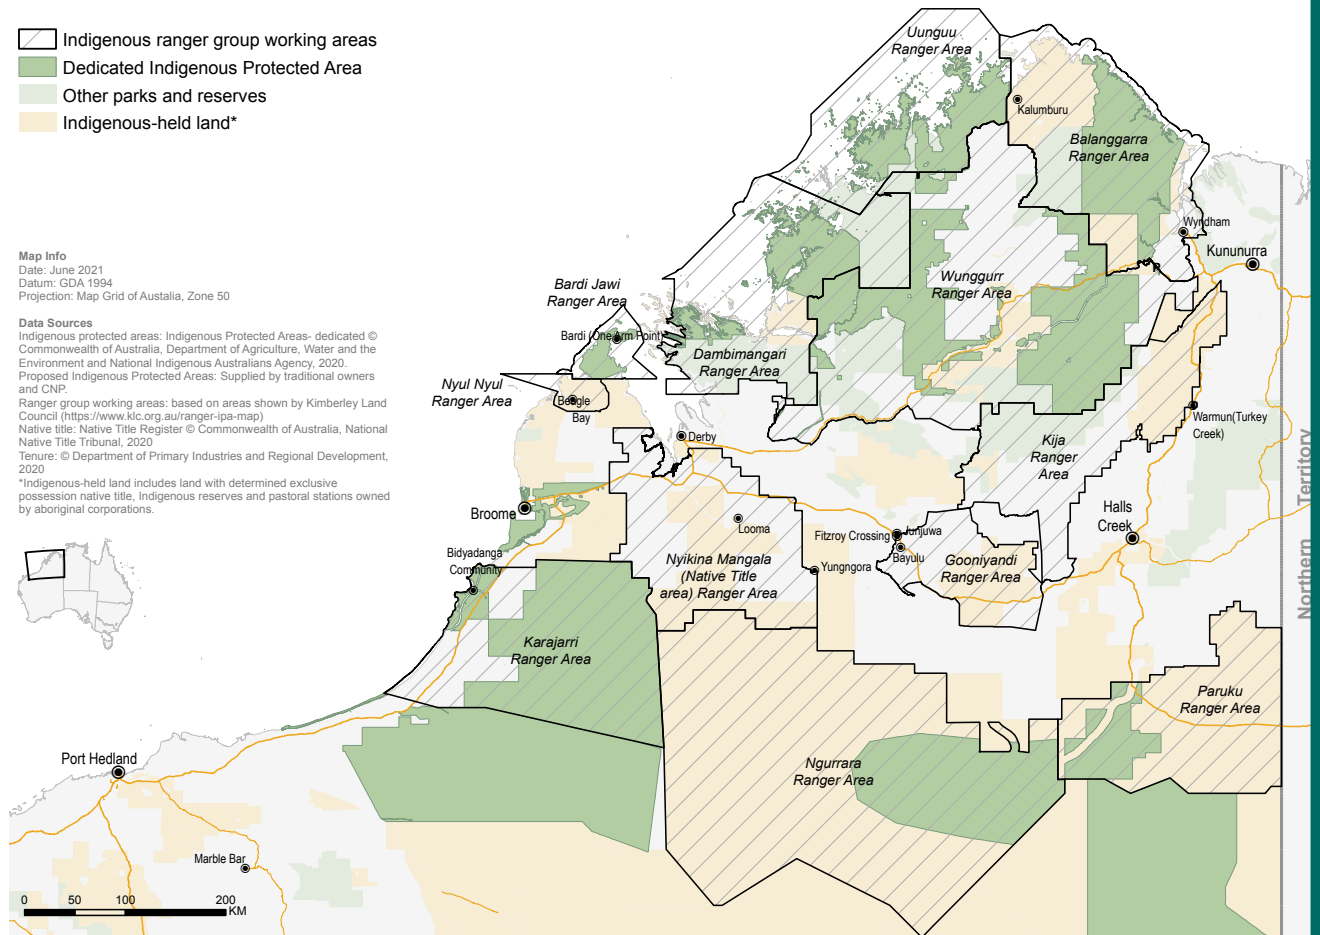 Indigenous ranger group working areas
Dedicated Indigenous Protected Area
Other parks and reserves
Indigenous-held land*
Map Info
Date: June 2021
Datum: GDA 1994
Projection: Map Grid of Austalia, Zone 50
Data Sources
Indigenous protected areas: Indigenous Protected Areas- dedicated ©
Commonwealth of Australia, Department of Agriculture, Water and the
Environment and National Indigenous Australians Agency, 2020.
Proposed Indigenous Protected Areas: Supplied by traditional owners
and CNP.
Ranger group working areas: based on areas shown by Kimberley Land
Council (https://www.klc.org.au/ranger-ipa-map)
Native title: Native Title Register © Commonwealth of Australia, National
Native Title Tribunal, 2020
Tenure: © Department of Primary Industries and Regional Development,
2020
*Indigenous-held land includes land with determined exclusive
possession native title, Indigenous reserves and pastoral stations owned
by aboriginal corporations.
Uunguu
Ranger Area
Kalumburu
Balanggarra
Ranger Area
Wyndham
Kununurra
Wunggurr
Ranger Area
Bardi Jawi
Ranger Area
Bardi (One Arm Point)
Dambimangari
Ranger Area
Nyul Nyul
Ranger Area
Beagle
Bay
Derby
Warmun(Turkey
Creek)
Kija
Ranger
Area
Halls
Creek
Broome
Looma
Fitzroy Crossing
Junjuwa
Bayulu
Gooniyandi
Ranger Area
Bidyadanga
Community
Nyikina Mangala
(Native Title
area) Ranger Area
Yungngora
Northern Territory
Karajarri
Ranger Area
Paruku
Ranger Area
Ngurrara
Ranger Area
Port Hedland
Marble Bar
0 50 100 200
KM